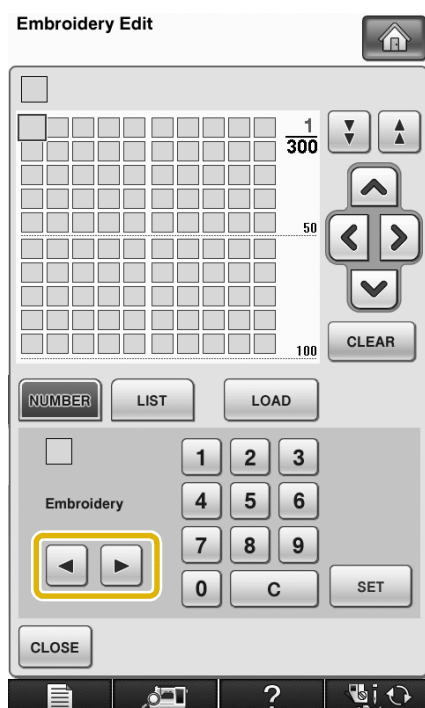 Embroidery Edit
1
300
50
100
CLEAR
NUMBER LIST LOAD
1 2 3
Embroidery
4 5 6
7 8 9
0 C
SET
CLOSE
?